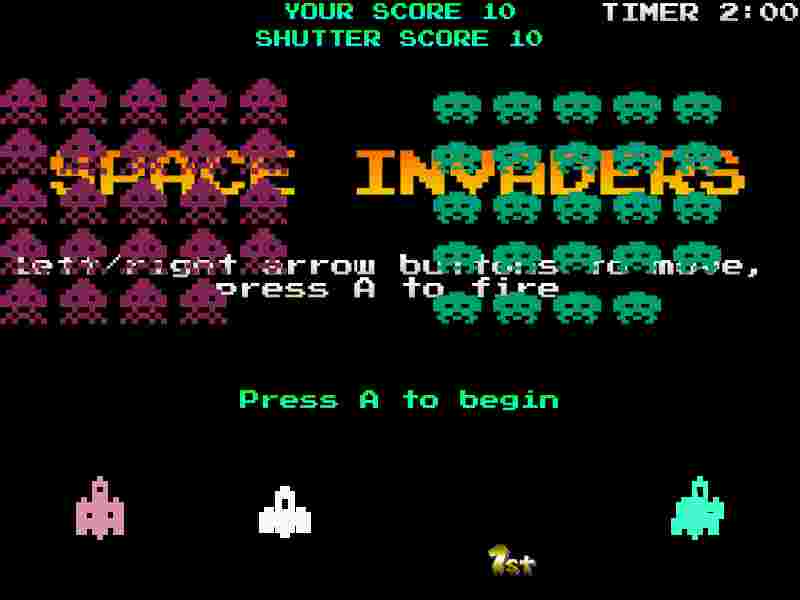 YOUR SCORE 10
TIMER 2:00
SHUTTER SCORE 10
SPACE INVADERS
Left/right arrow buttons to move,
press A to fire
Press A to begin
1st